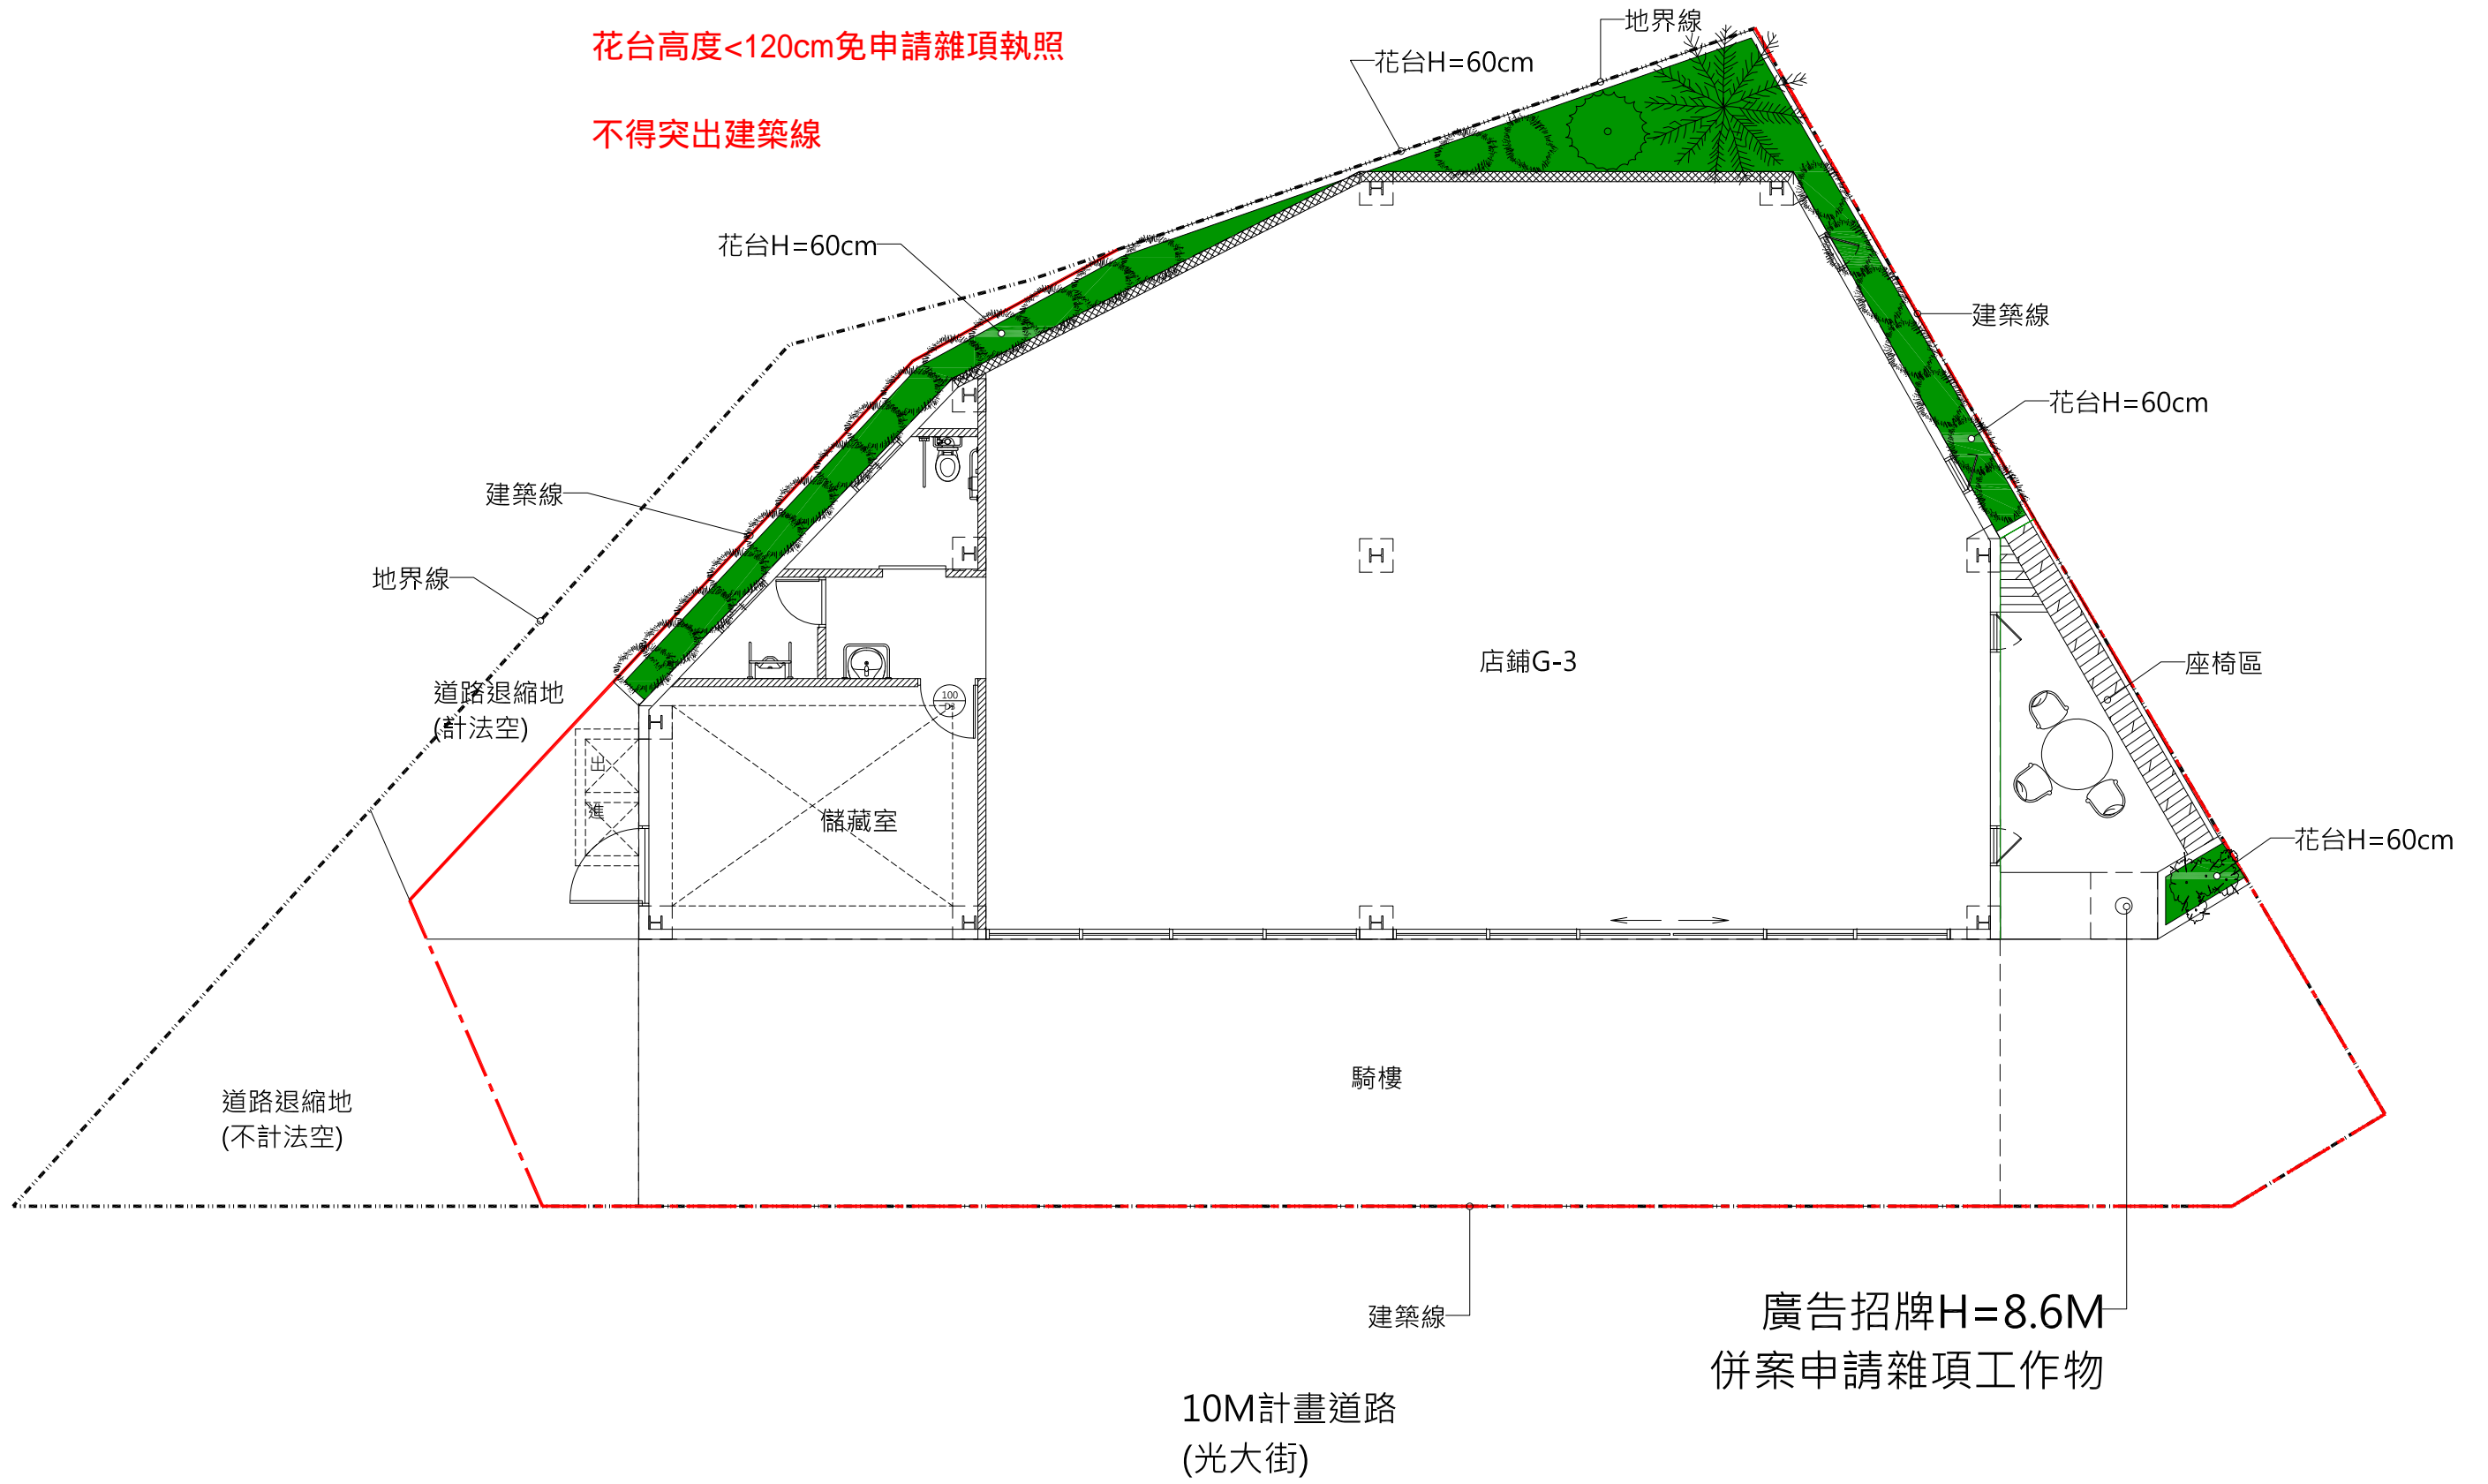 地界線
花台高度<120cm免申請雜項執照
花台H=60cm
不得突出建築線
H
H
花台H=60cm
建築線
H
花台H=60cm
建築線
H
H
H
地界線
店鋪G-3
座椅區
道路退縮地
(計法空)
100
D3
H
出
進
儲藏室
花台H=60cm
H
H
H
H
騎樓
道路退縮地
(不計法空)
建築線
廣告招牌H=8.6M
併案申請雜項工作物
10M計畫道路
(光大街)